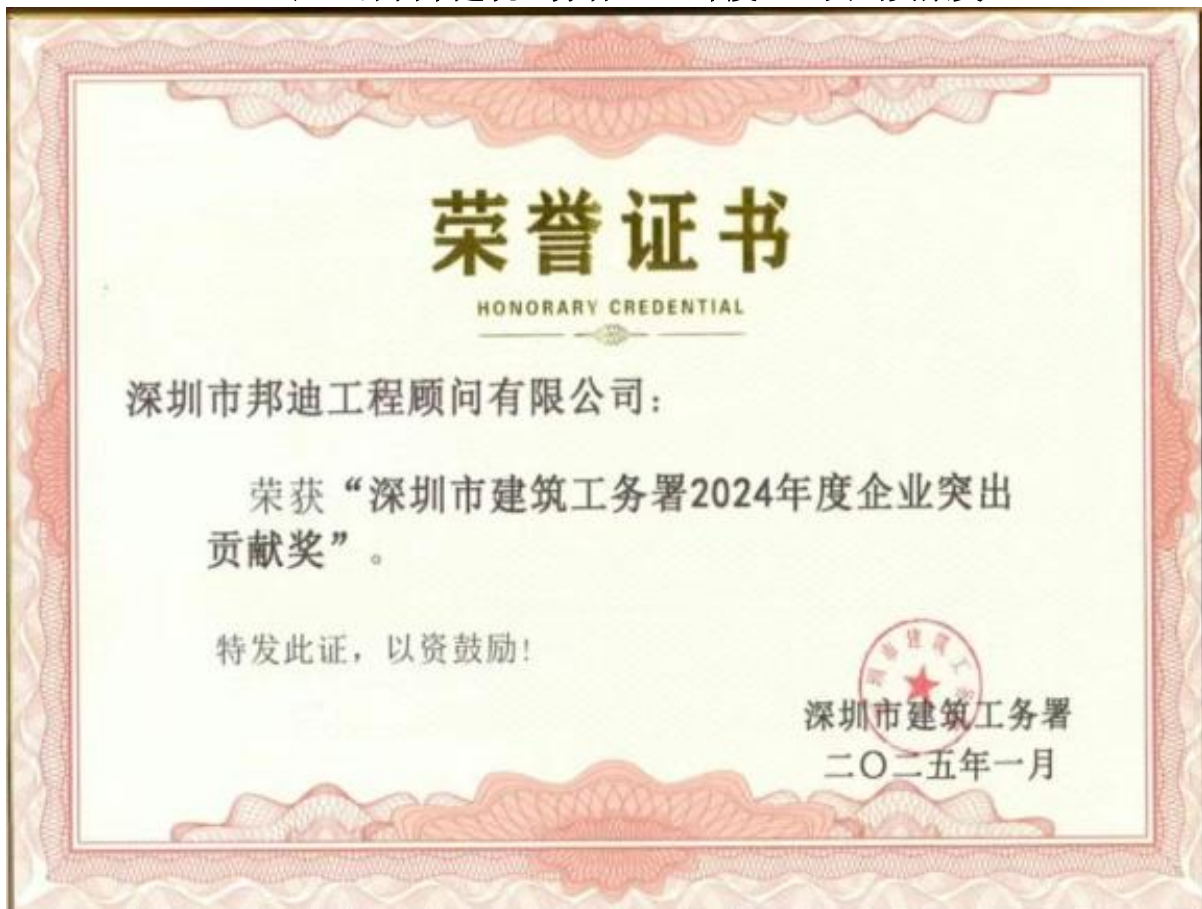 荣誉证书
HONORARY CREDENTIAL
深圳市邦迪工程顾问有限公司：
荣获“深圳市建筑工务署2024年度企业突出
贡献奖”。
特发此证，以资鼓励！
深圳市建筑工务署
二〇二五年一月